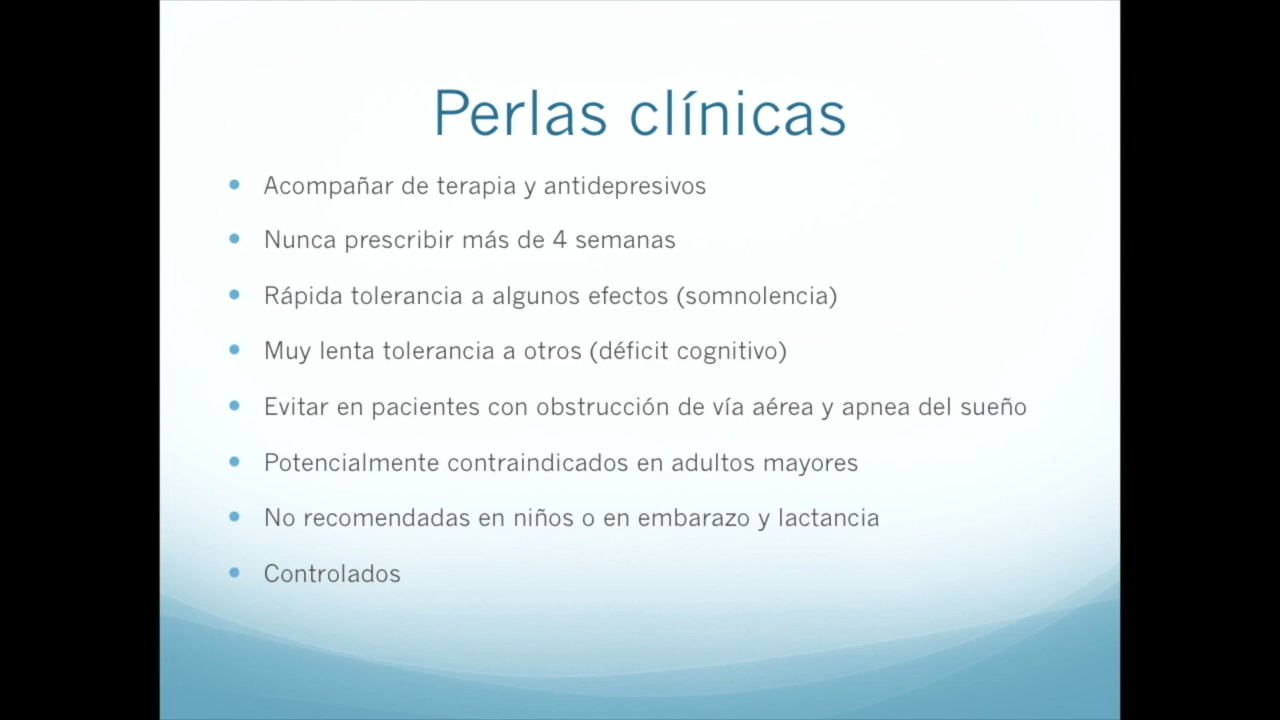 Perlas clínicas
• Acompañar de terapia y antidepresivos
• Nunca prescribir más de 4 semanas
• Rápida tolerancia a algunos efectos (somnolencia)
• Muy lenta tolerancia a otros (déficit cognitivo)
• Evitar en pacientes con obstrucción de vía aérea y apnea del sueño
• Potencialmente contraindicados en adultos mayores
• No recomendadas en niños o en embarazo y lactancia
• Controlados